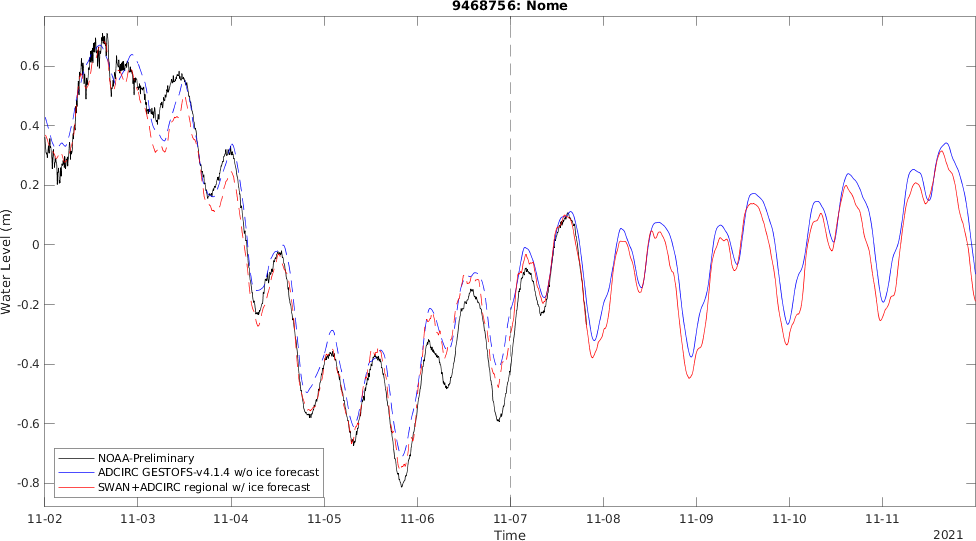 9468756: Nome
Water Level (m)
0.6
0.4
0.2
0
-0.2
-0.4
-0.6
-0.8
NOAA-Preliminary
ADCIRC GESTOFS-v4.1.4 w/o ice forecast
SWAN+ADCIRC regional w/ ice forecast
11-02 11-03 11-04 11-05 11-06 11-07 11-08 11-09 11-10 11-11
Time
2021